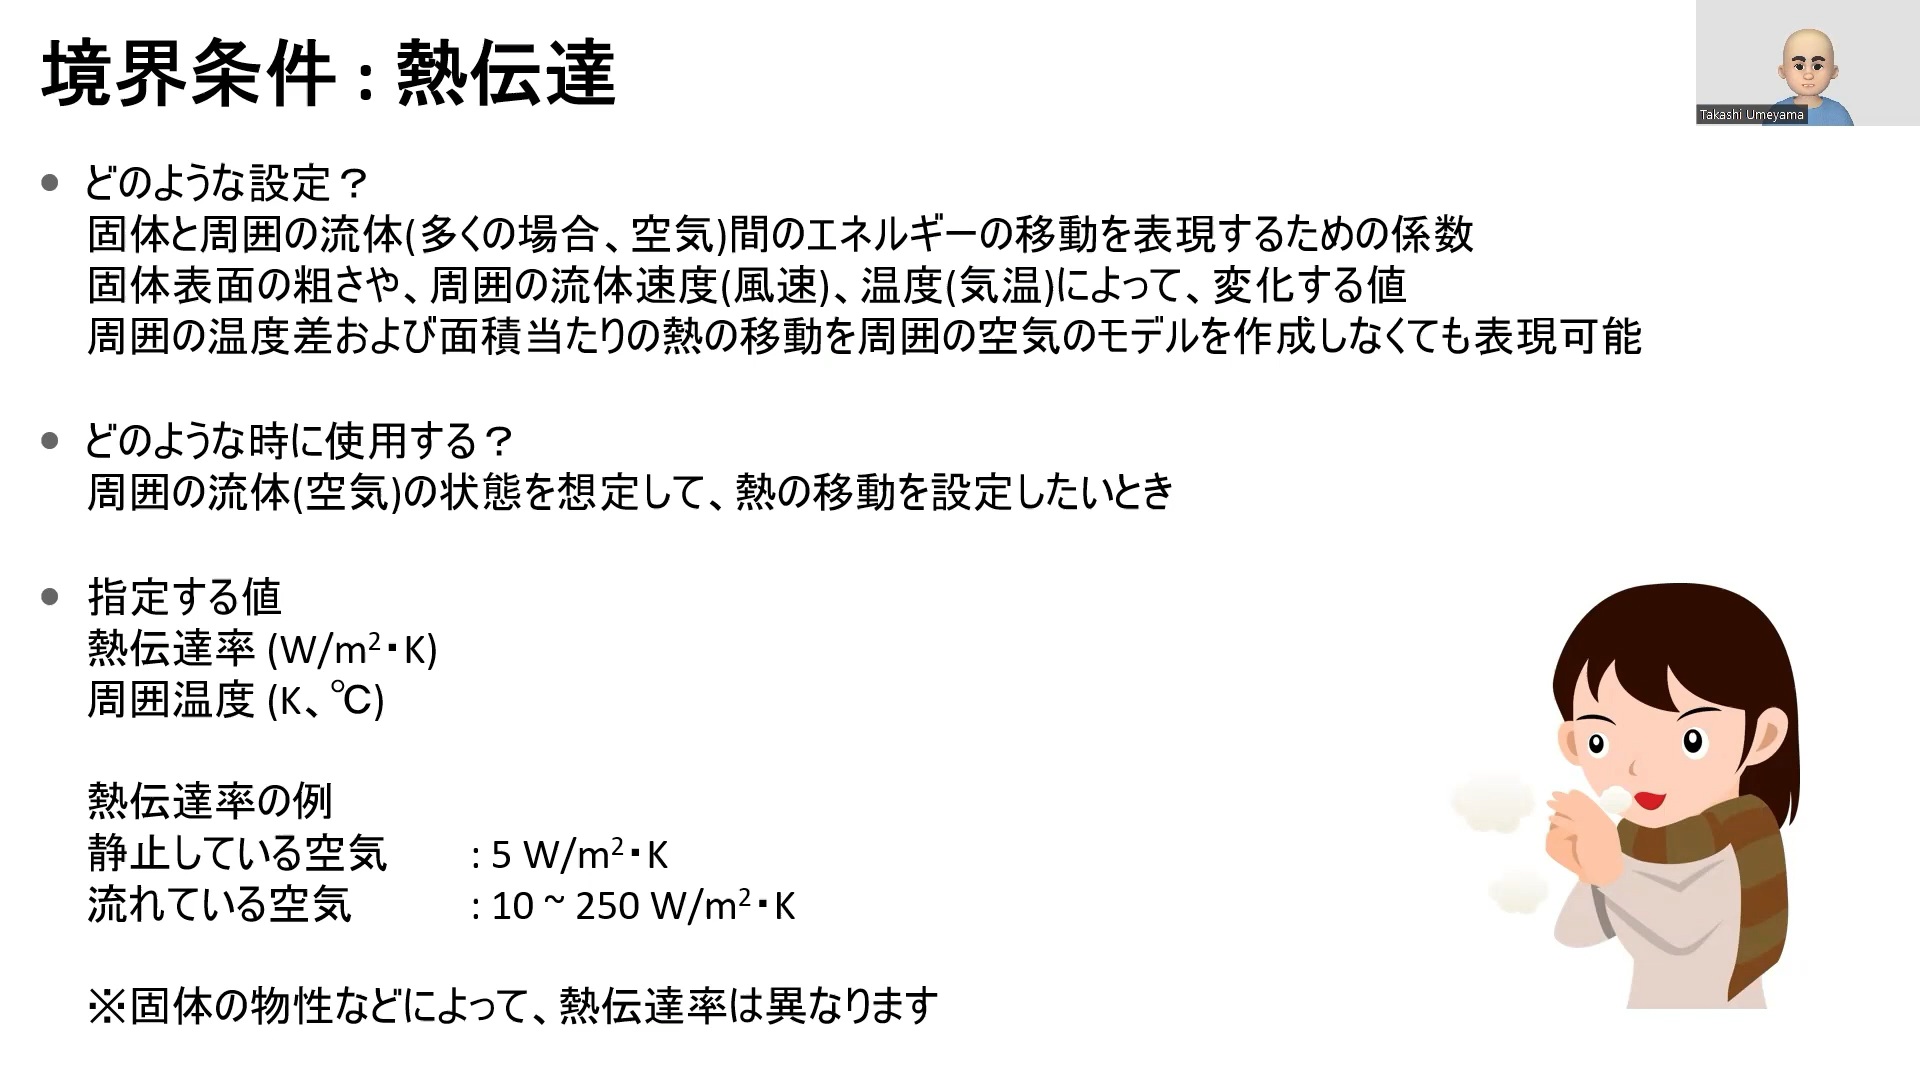 境界条件 : 熱伝達
Takashi Umeyama
● どのような設定？
固体と周囲の流体(多くの場合、空気)間のエネルギーの移動を表現するための係数
固体表面の粗さや、周囲の流体速度(風速)、温度(気温)によって、変化する値
周囲の温度差および面積当たりの熱の移動を周囲の空気のモデルを作成しなくても表現可能
● どのような時に使用する？
周囲の流体(空気)の状態を想定して、熱の移動を設定したいとき
● 指定する値
熱伝達率 (W/m²･K)
周囲温度 (K、℃)
熱伝達率の例
静止している空気 : 5 W/m²･K
流れている空気 : 10 ~ 250 W/m²･K
※固体の物性などによって、熱伝達率は異なります